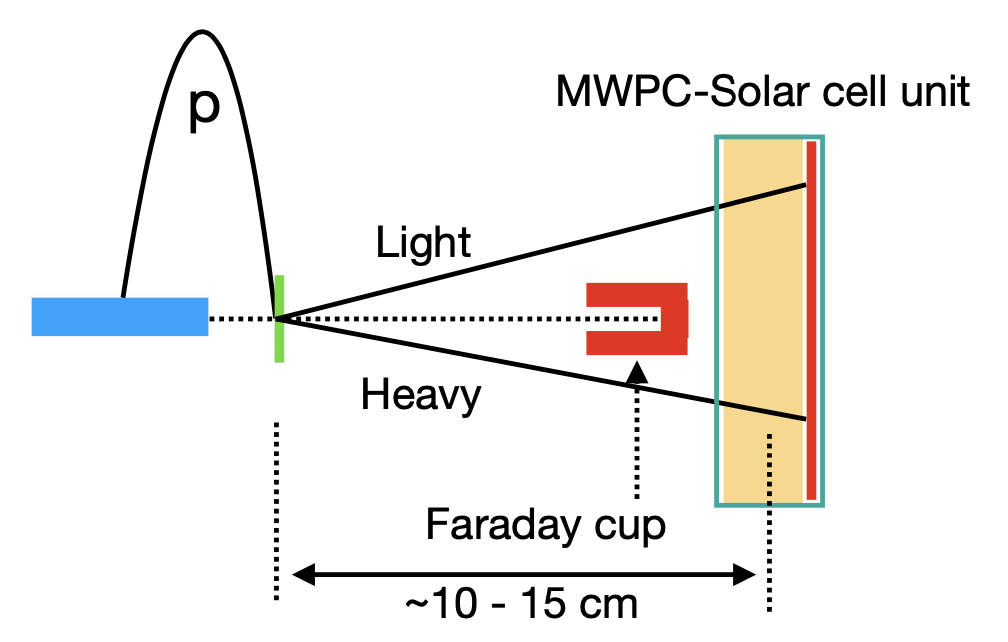 p
MWPC-Solar cell unit
Light
Heavy
Faraday cup
~10 - 15 cm